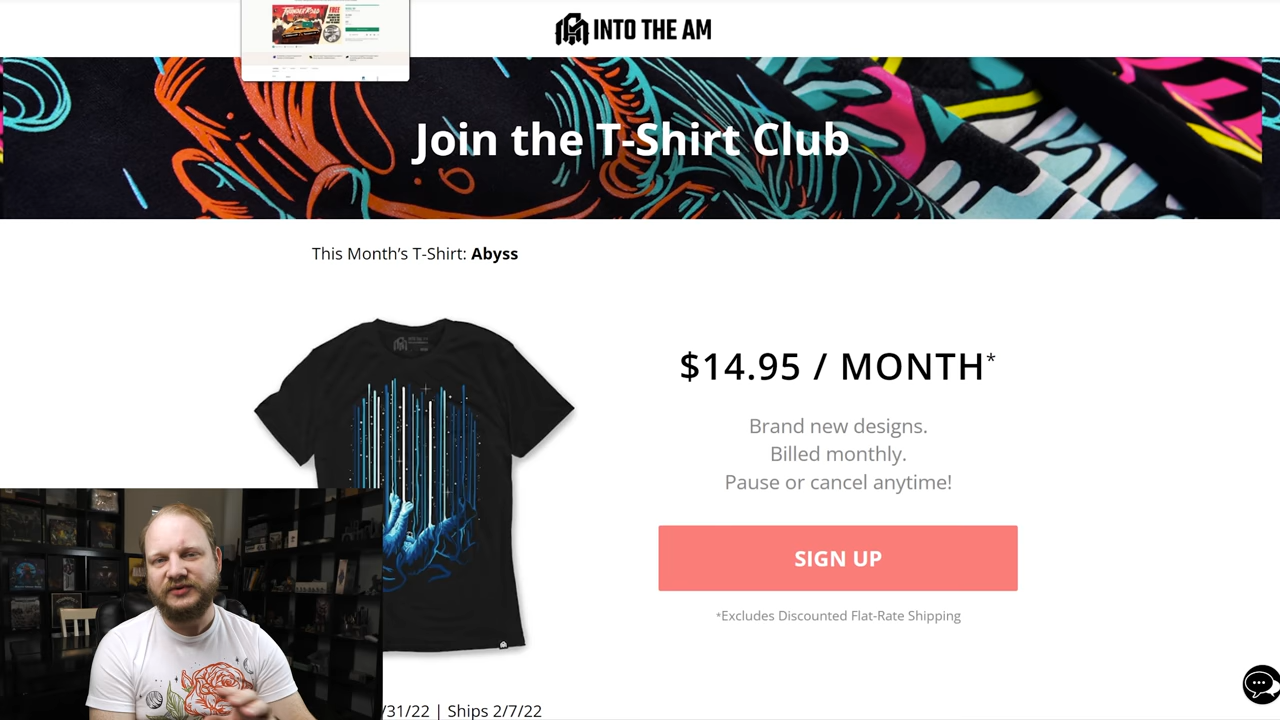 INTO THE AM
Join the T-Shirt Club
This Month’s T-Shirt: Abyss
$14.95 / MONTH*
Brand new designs.
Billed monthly.
Pause or cancel anytime!
SIGN UP
*Excludes Discounted Flat-Rate Shipping
/31/22 | Ships 2/7/22